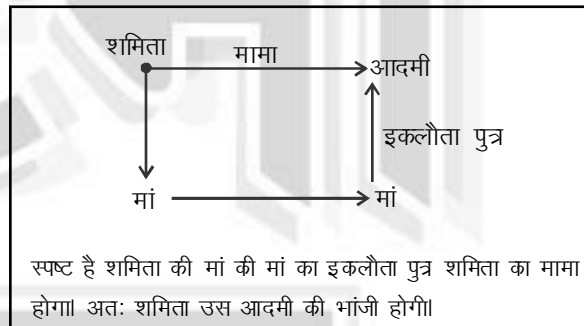 शमिता
मामा
आदमी
इकलौता पुत्र
मां
मां
स्पष्ट है शमिता की मां की मां का इकलौता पुत्र शमिता का मामा
होगा। अतः शमिता उस आदमी की भांजी होगी।